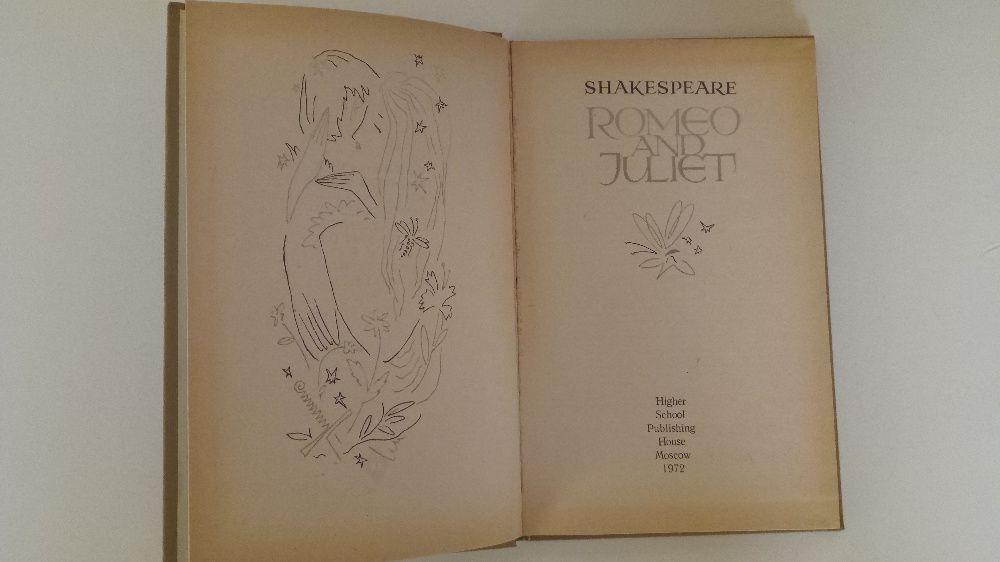 SHAKESPEARE
ROMEO
AND
JULIET
Higher
School
Publishing
House
Moscow
1972